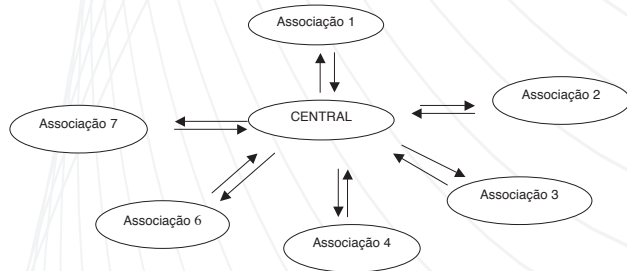 Associação 1
Associação 2
CENTRAL
Associação 7
Associação 3
Associação 6
Associação 4